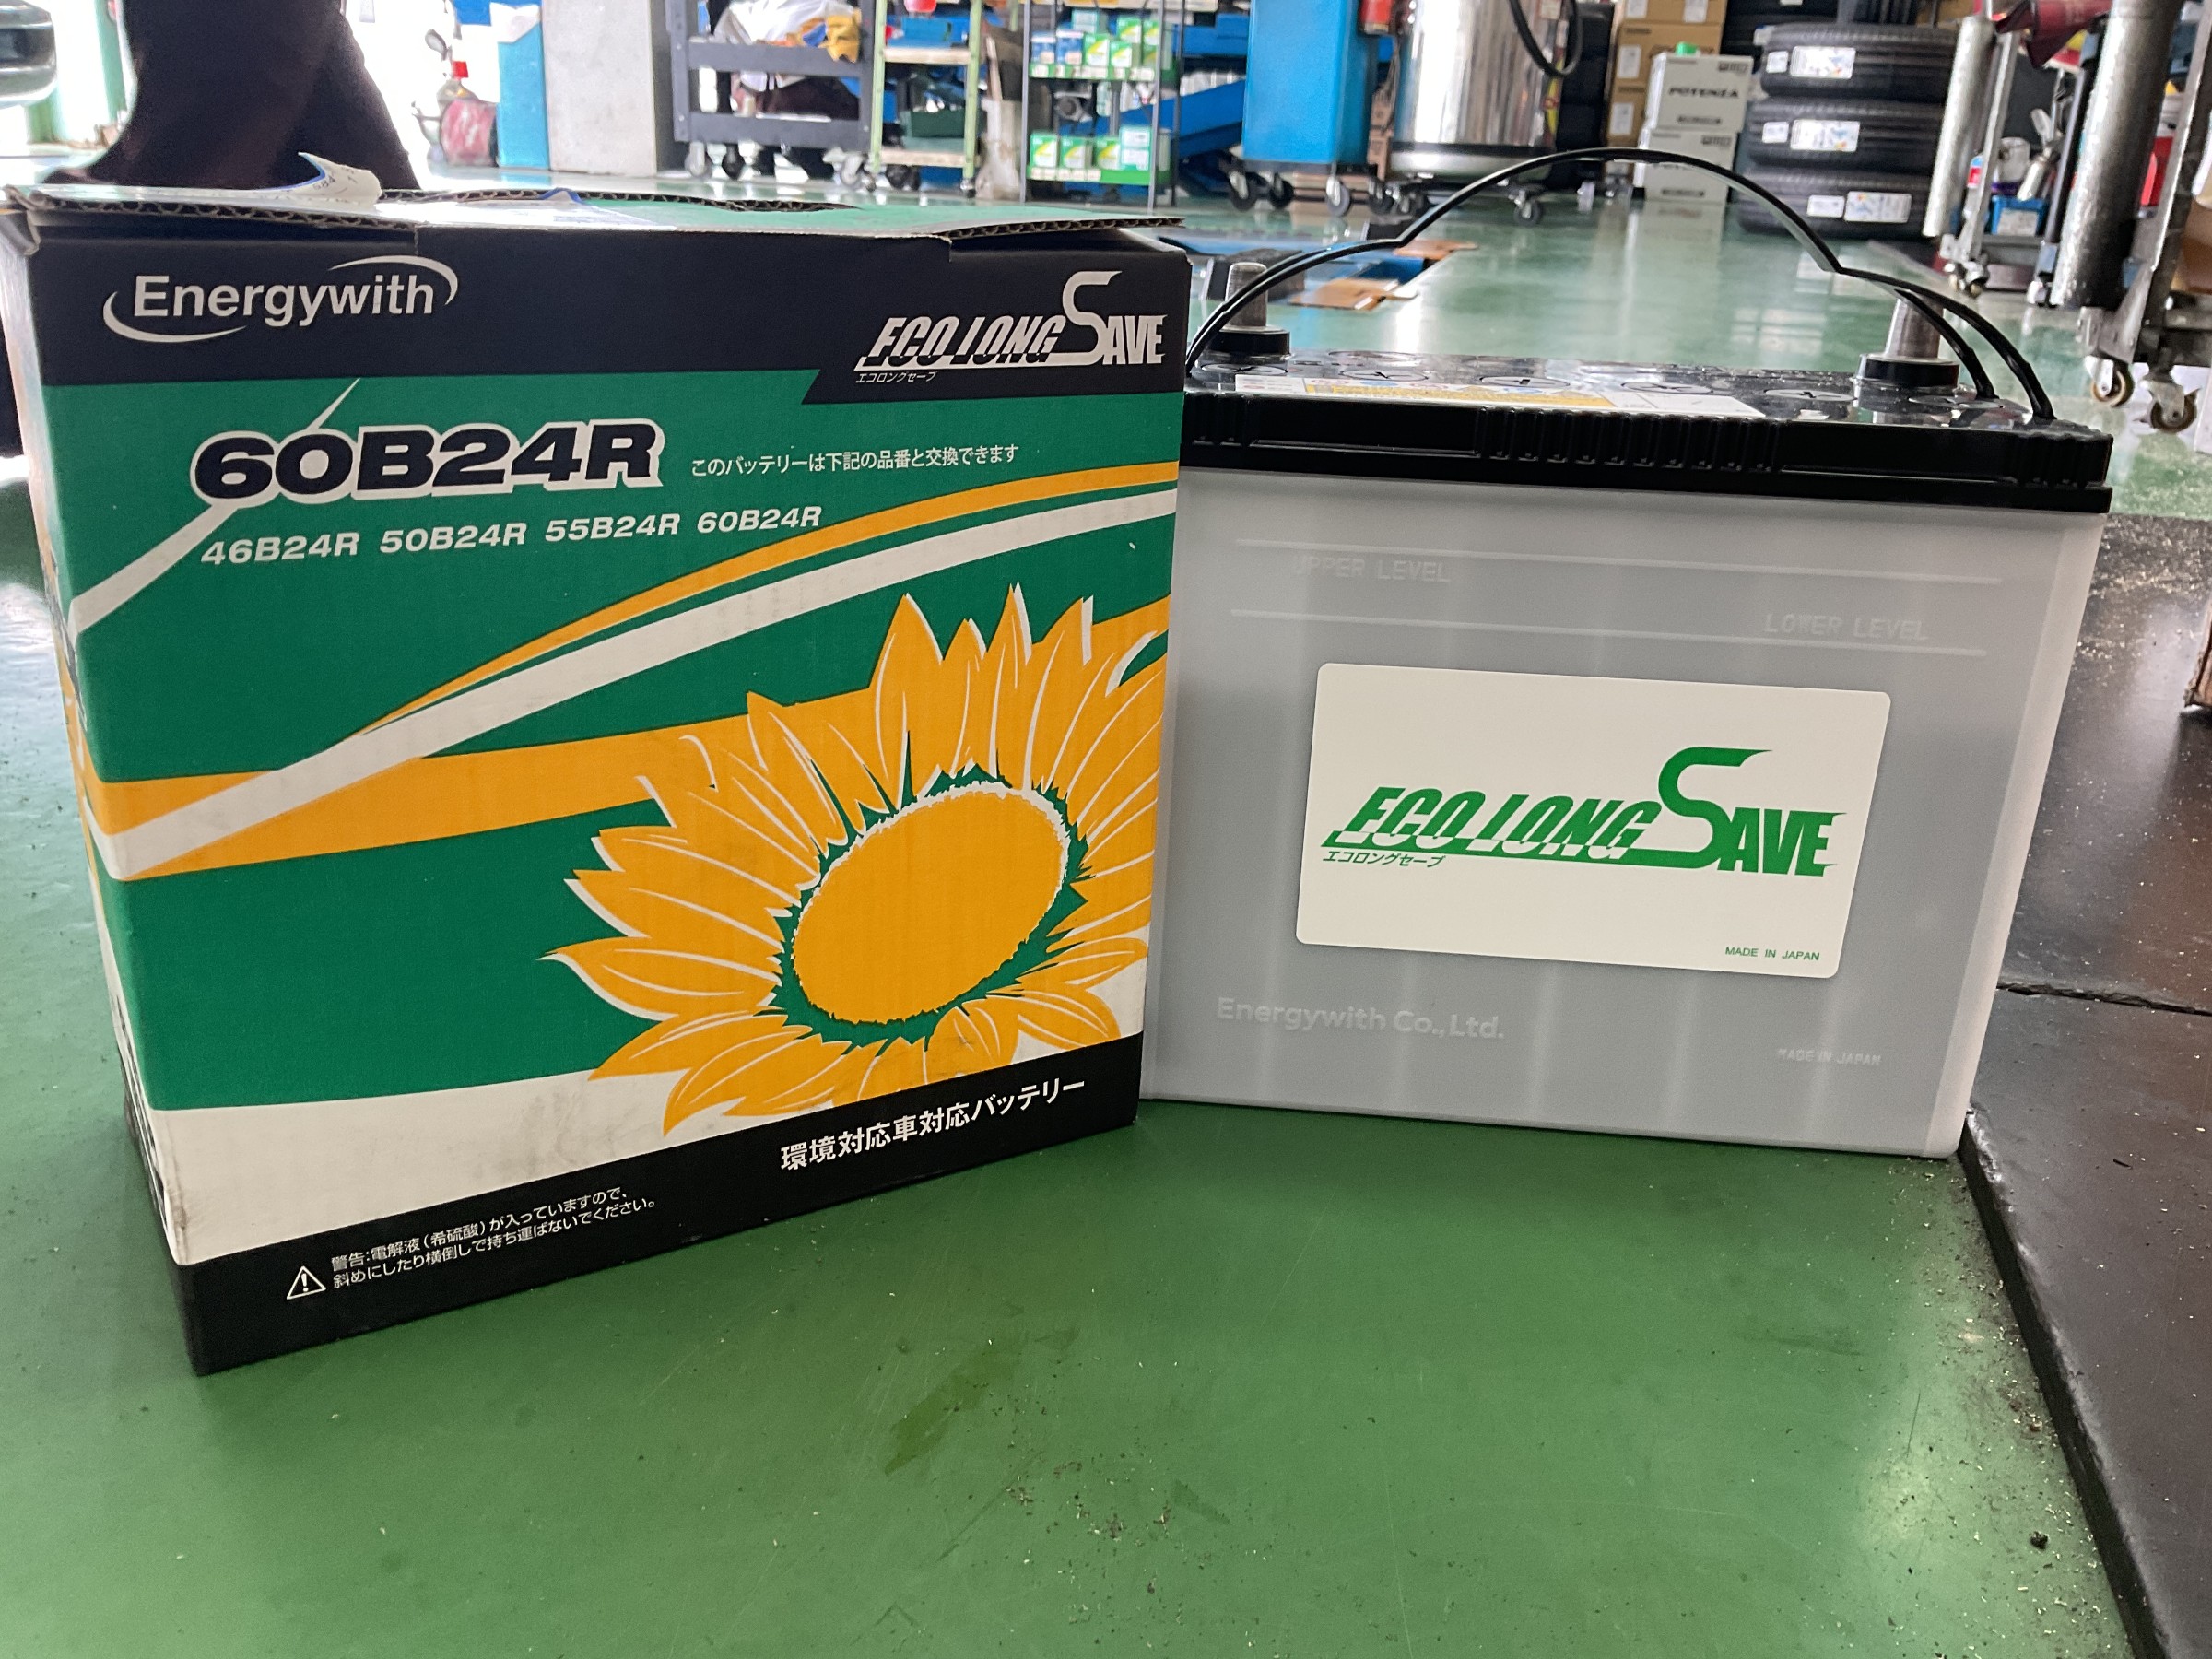 Energywith
ECO LONG SAVE
エコロングセーブ
60B24R
このバッテリーは下記の品番と交換できます
46B24R 50B24R 55B24R 60B24R
環境対応車対応バッテリー
警告:電解液(希硫酸)が入っていますので、
斜めにしたり横倒しで持ち運ばないでください。
UPPER LEVEL
LOWER LEVEL
ECO LONG SAVE
エコロングセーブ
MADE IN JAPAN
Energywith Co.,Ltd.
MADE IN JAPAN
POTENZA